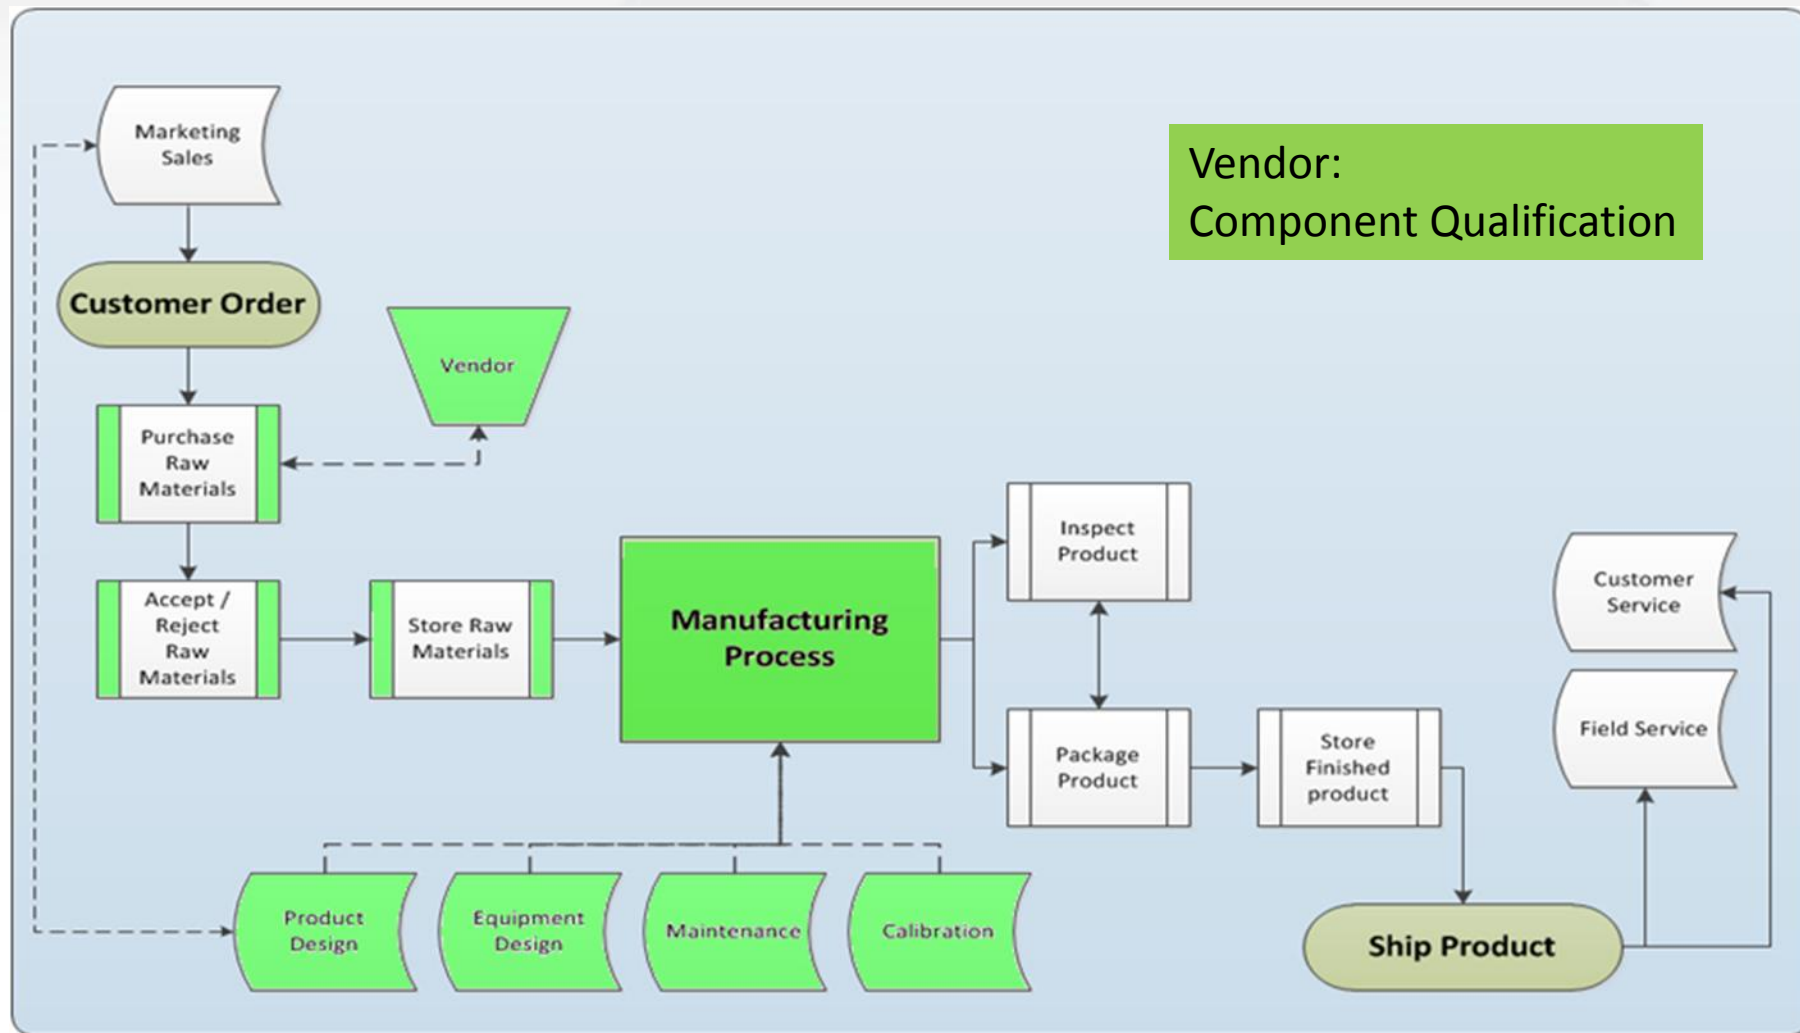 Marketing
Sales
Vendor:
Component Qualification
Customer Order
Vendor
Purchase
Raw
Materials
Accept /
Reject
Raw
Materials
Store Raw
Materials
Manufacturing
Process
Inspect
Product
Package
Product
Store
Finished
product
Customer
Service
Field Service
Product
Design
Equipment
Design
Maintenance
Calibration
Ship Product